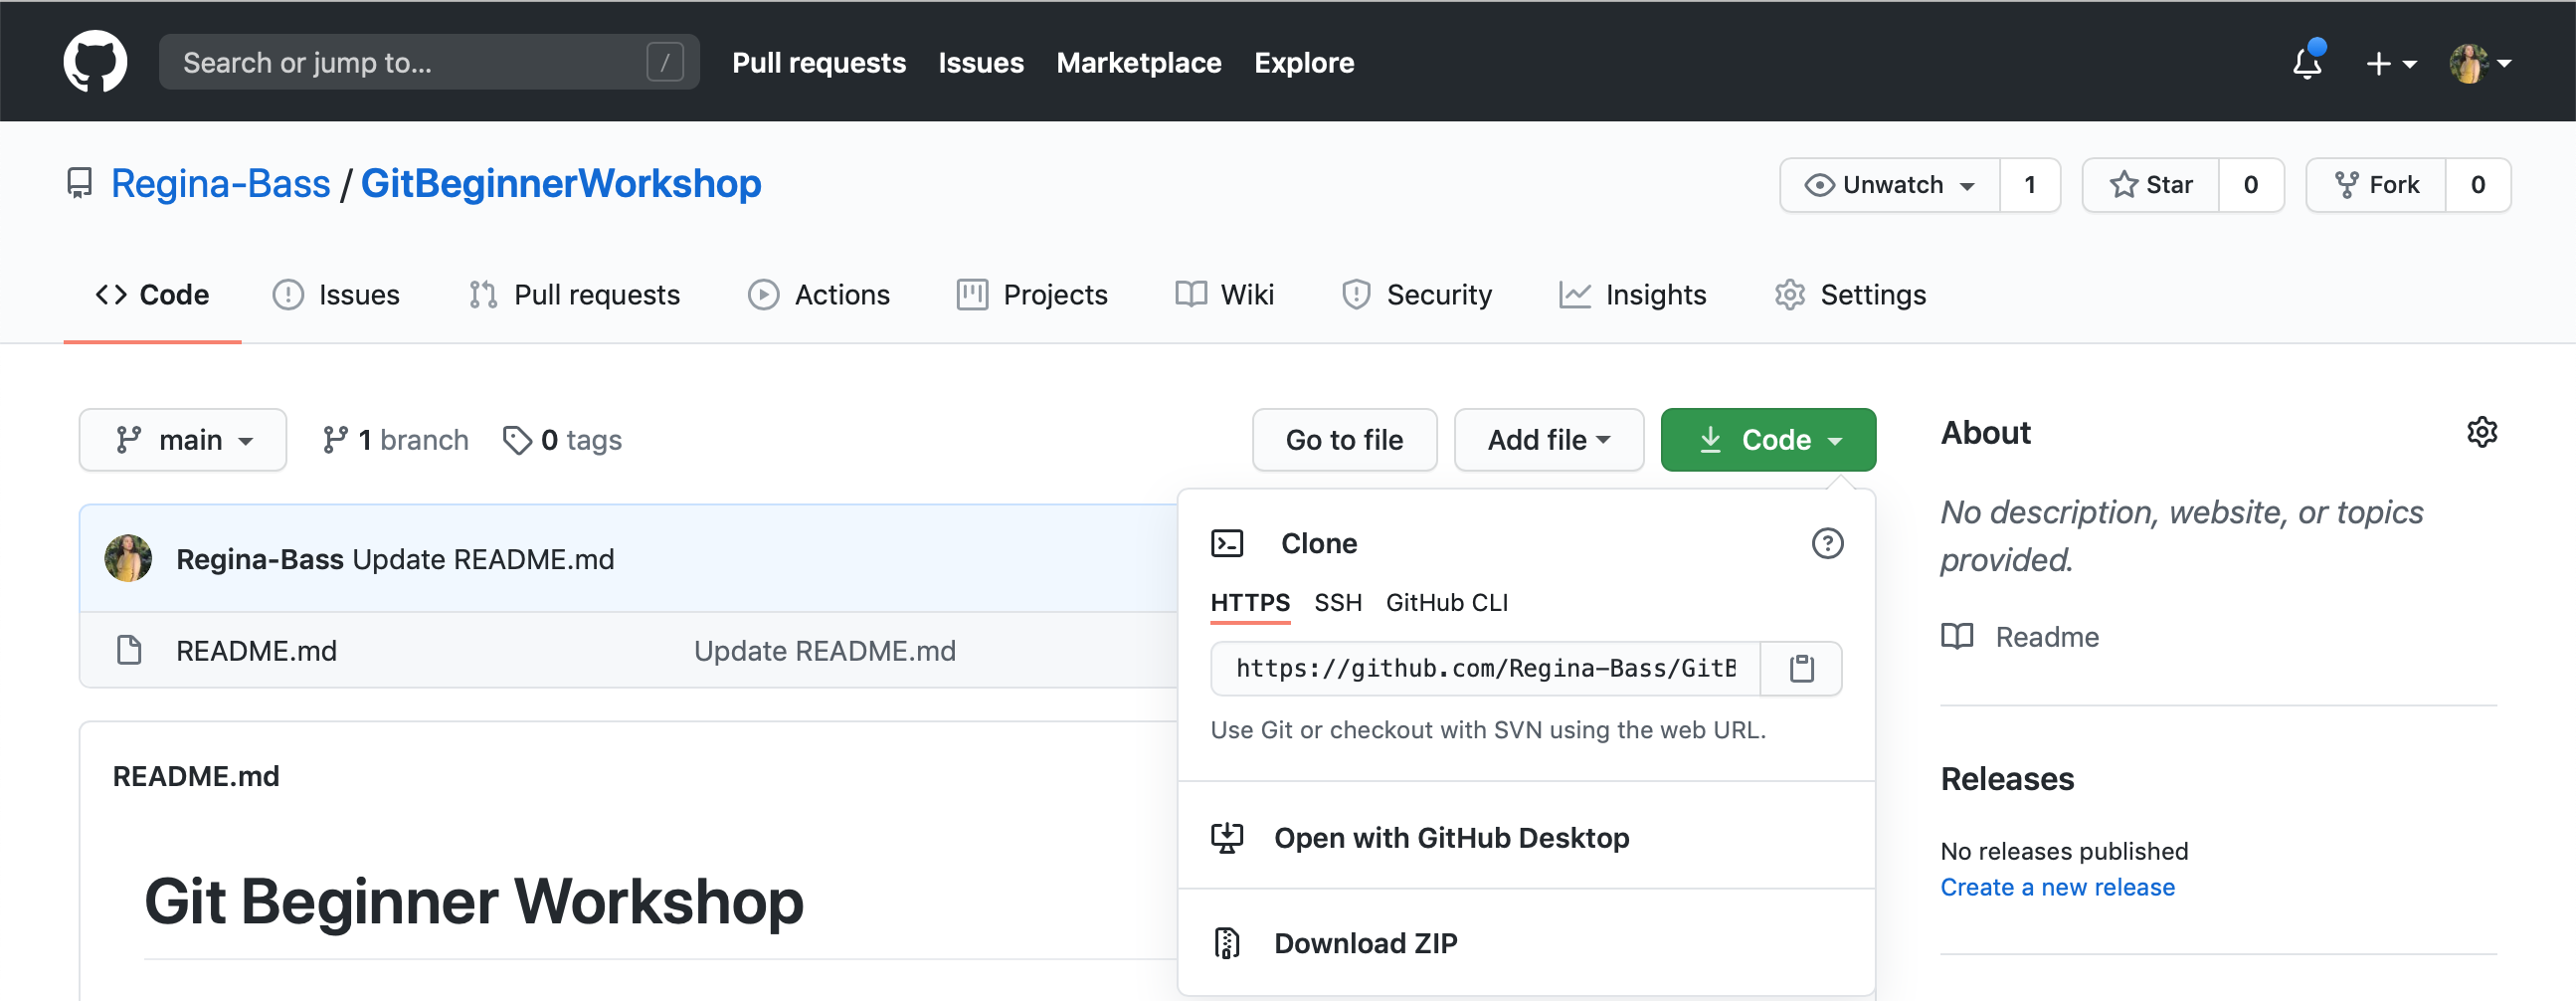 Search or jump to... /
Pull requests Issues Marketplace Explore
Regina-Bass / GitBeginnerWorkshop
Unwatch 1 Star 0 Fork 0
Code Issues Pull requests Actions Projects Wiki Security Insights Settings
main 1 branch 0 tags
Go to file Add file Code
Regina-Bass Update README.md
README.md Update README.md
README.md
Git Beginner Workshop
Clone
HTTPS SSH GitHub CLI
https://github.com/Regina-Bass/GitB
Use Git or checkout with SVN using the web URL.
Open with GitHub Desktop
Download ZIP
About
No description, website, or topics
provided.
Readme
Releases
No releases published
Create a new release